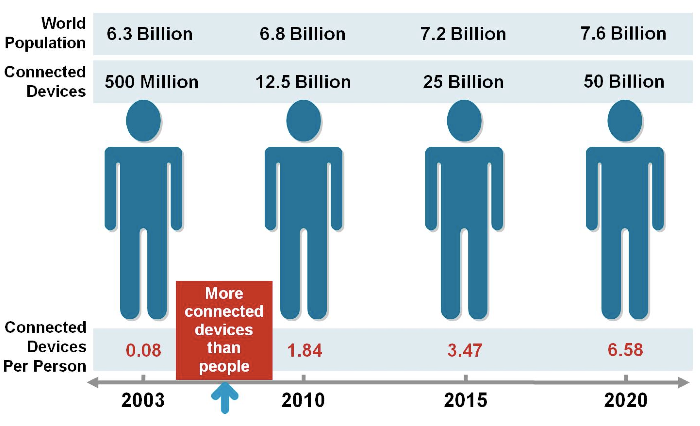 World
Population
6.3 Billion 6.8 Billion 7.2 Billion 7.6 Billion
Connected
Devices
500 Million 12.5 Billion 25 Billion 50 Billion
More
connected
devices
than
people
Connected
Devices
Per Person
0.08 1.84 3.47 6.58
2003 2010 2015 2020